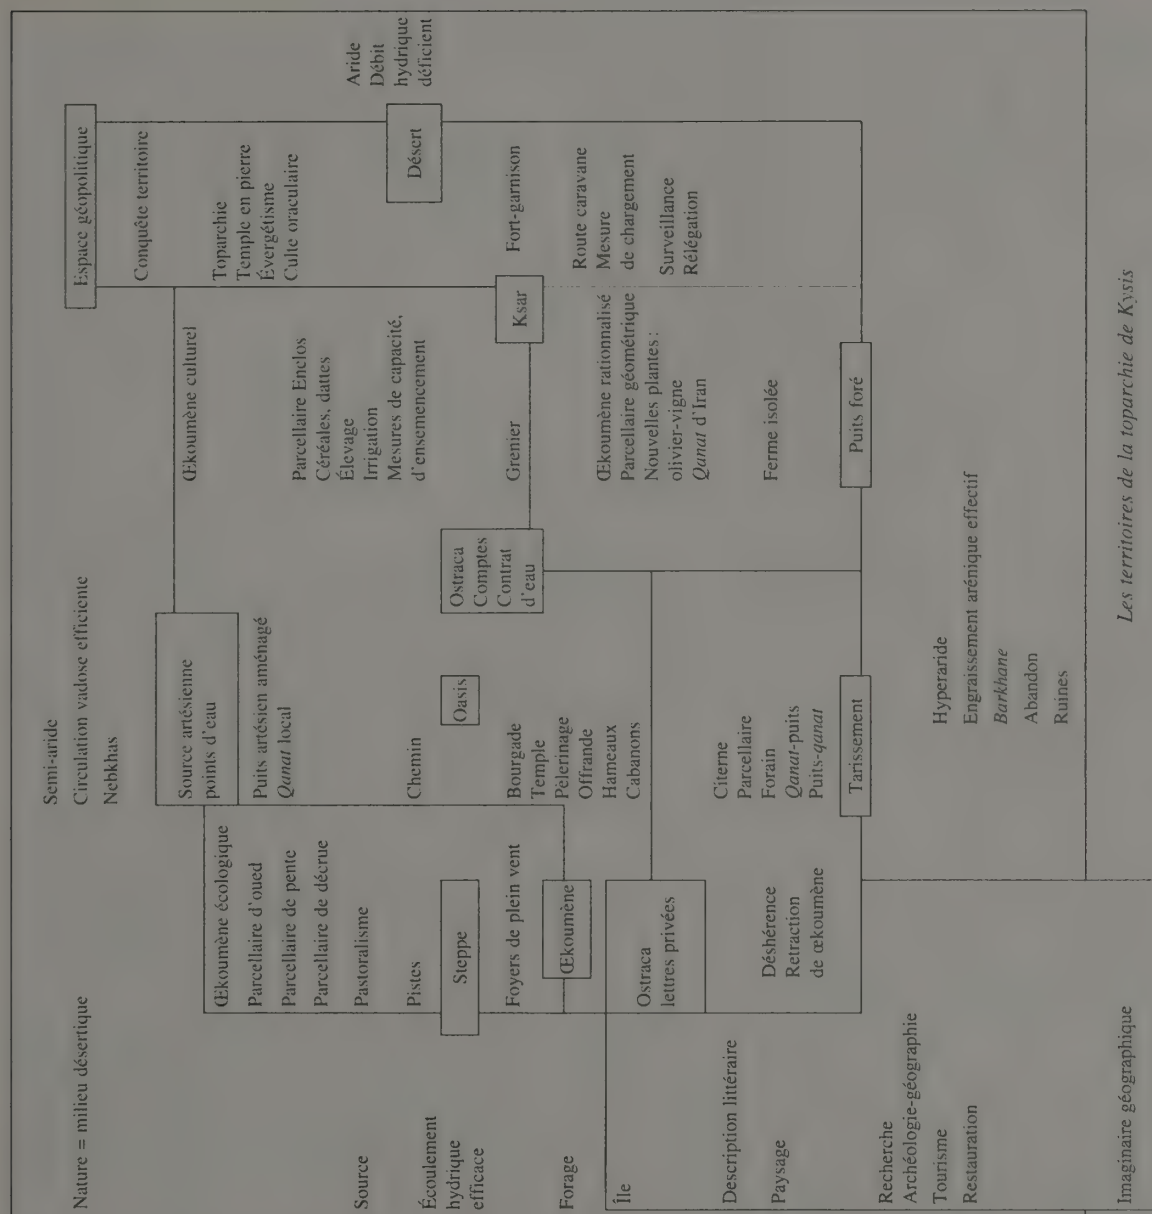 Nature = milieu désertique
Source
Écoulement
hydrique
efficace
Forage
Île
Description littéraire
Paysage
Recherche
Archéologie-géographie
Tourisme
Restauration
Imaginaire géographique
Œkoumène écologique
Parcellaire d'oued
Parcellaire de pente
Parcellaire de décrue
Pastoralisme
Pistes
Steppe
Foyers de plein vent
Œkoumène
Ostraca
lettres privées
Déshérence
Retraction
de œkoumène
Semi-aride
Circulation vadose efficiente
Nebkhas
Source artésienne
points d'eau
Puits artésien aménagé
Qanat local
Chemin
Oasis
Bourgade
Temple
Pèlerinage
Offrande
Hameaux
Cabanons
Citerne
Parcellaire
Forain
Qanat-puits
Puits-qanat
Tarissement
Hyperaride
Engraissement arénique effectif
Barkhane
Abandon
Ruines
Ostraca
Comptes
Contrat
d'eau
Œkoumène culturel
Parcellaire Enclos
Céréales, dattes
Élevage
Irrigation
Mesures de capacité,
d'ensemencement
Grenier
Œkoumène rationnalisé
Parcellaire géométrique
Nouvelles plantes :
olivier-vigne
Qanat d'Iran
Ferme isolée
Puits foré
Ksar
Espace géopolitique
Conquête territoire
Toparchie
Temple en pierre
Évergétisme
Culte oraculaire
Désert
Fort-garnison
Route caravane
Mesure
de chargement
Surveillance
Rélégation
Aride
Débit
hydrique
déficient
Les territoires de la toparchie de Kysis